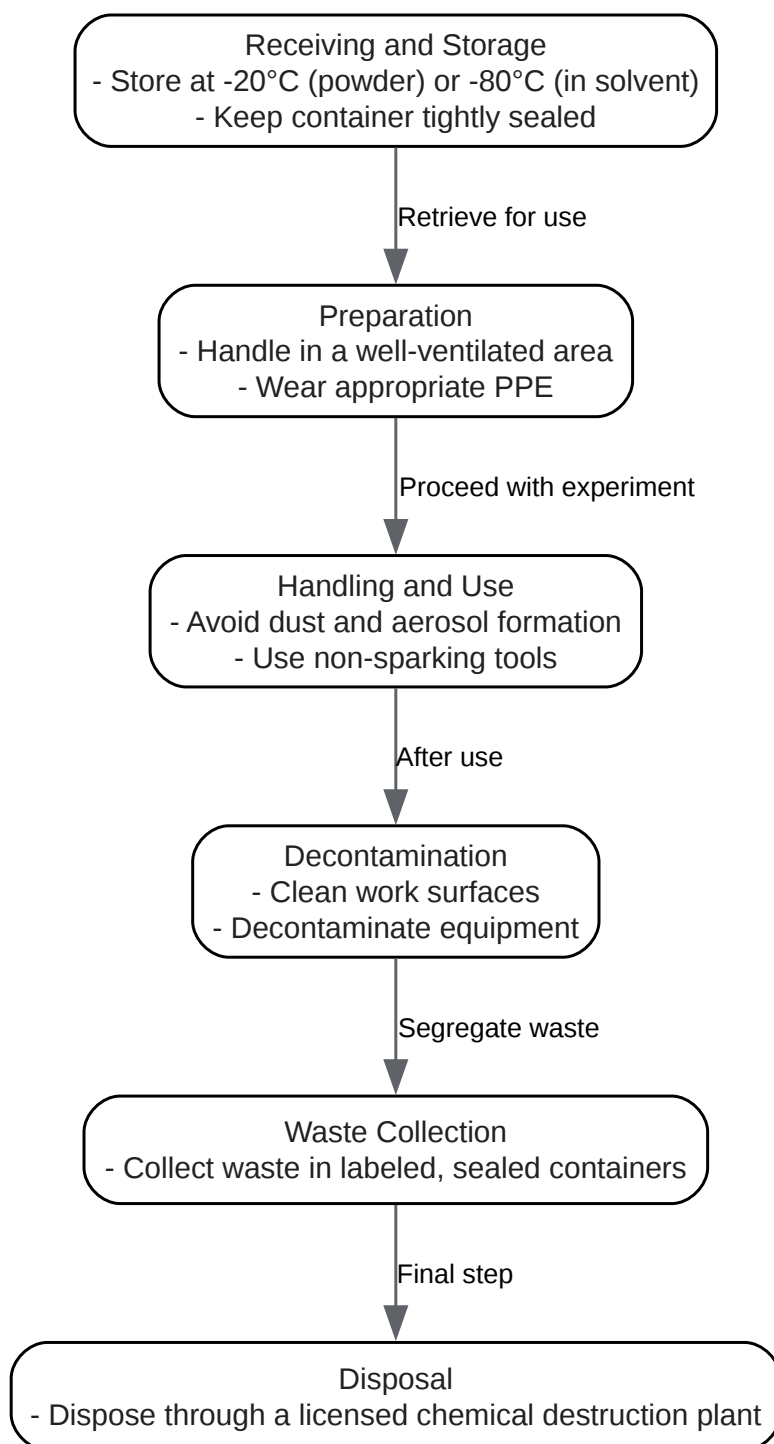 Receiving and Storage
- Store at -20°C (powder) or -80°C (in solvent)
- Keep container tightly sealed
Retrieve for use
Preparation
- Handle in a well-ventilated area
- Wear appropriate PPE
Proceed with experiment
Handling and Use
- Avoid dust and aerosol formation
- Use non-sparking tools
After use
Decontamination
- Clean work surfaces
- Decontaminate equipment
Segregate waste
Waste Collection
- Collect waste in labeled, sealed containers
Final step
Disposal
- Dispose through a licensed chemical destruction plant